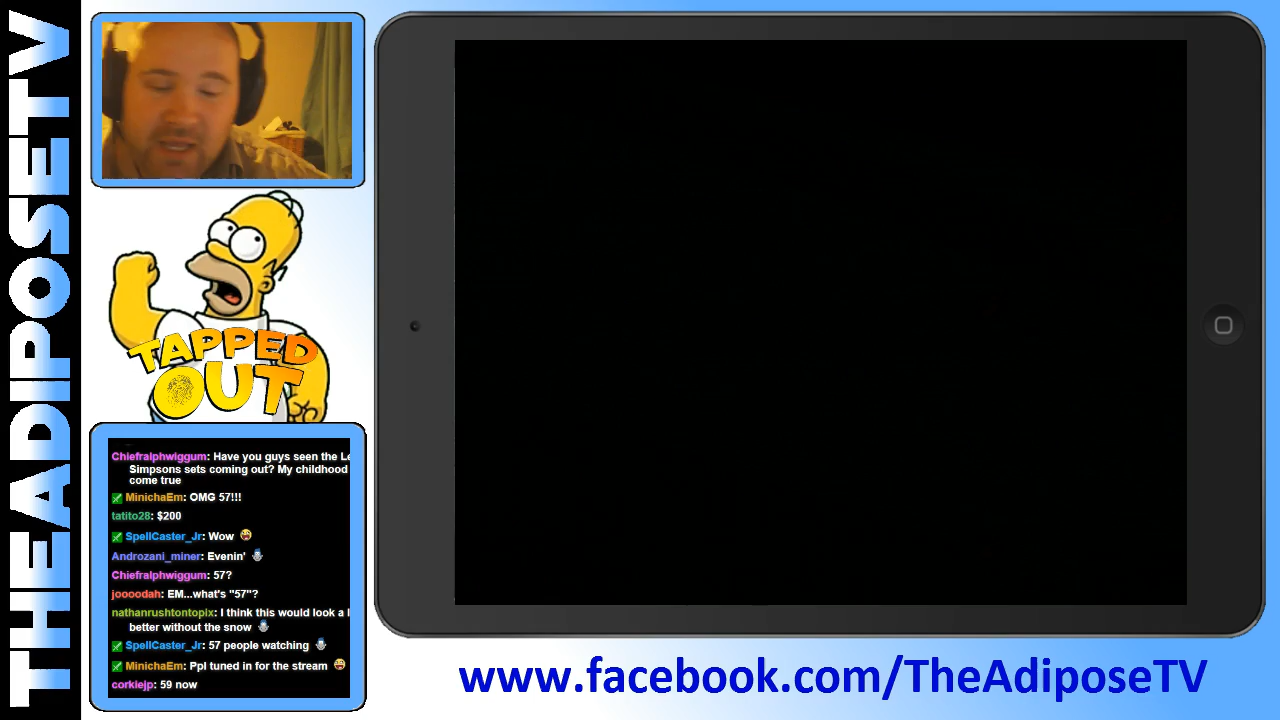 THEADIPOSETV
TAPPED
OUT
Chiefralphwiggum: Have you guys seen the Le
Simpsons sets coming out? My childhood
come true
MinichaEm: OMG 57!!!
tatito28: $200
SpellCaster_Jr: Wow
Androzani_miner: Evenin'
Chiefralphwiggum: 57?
joooodah: EM...what's "57"?
nathanrushtontopix: I think this would look a l
better without the snow
SpellCaster_Jr: 57 people watching
MinichaEm: Ppl tuned in for the stream
corkiejp: 59 now
www.facebook.com/TheAdiposeTV